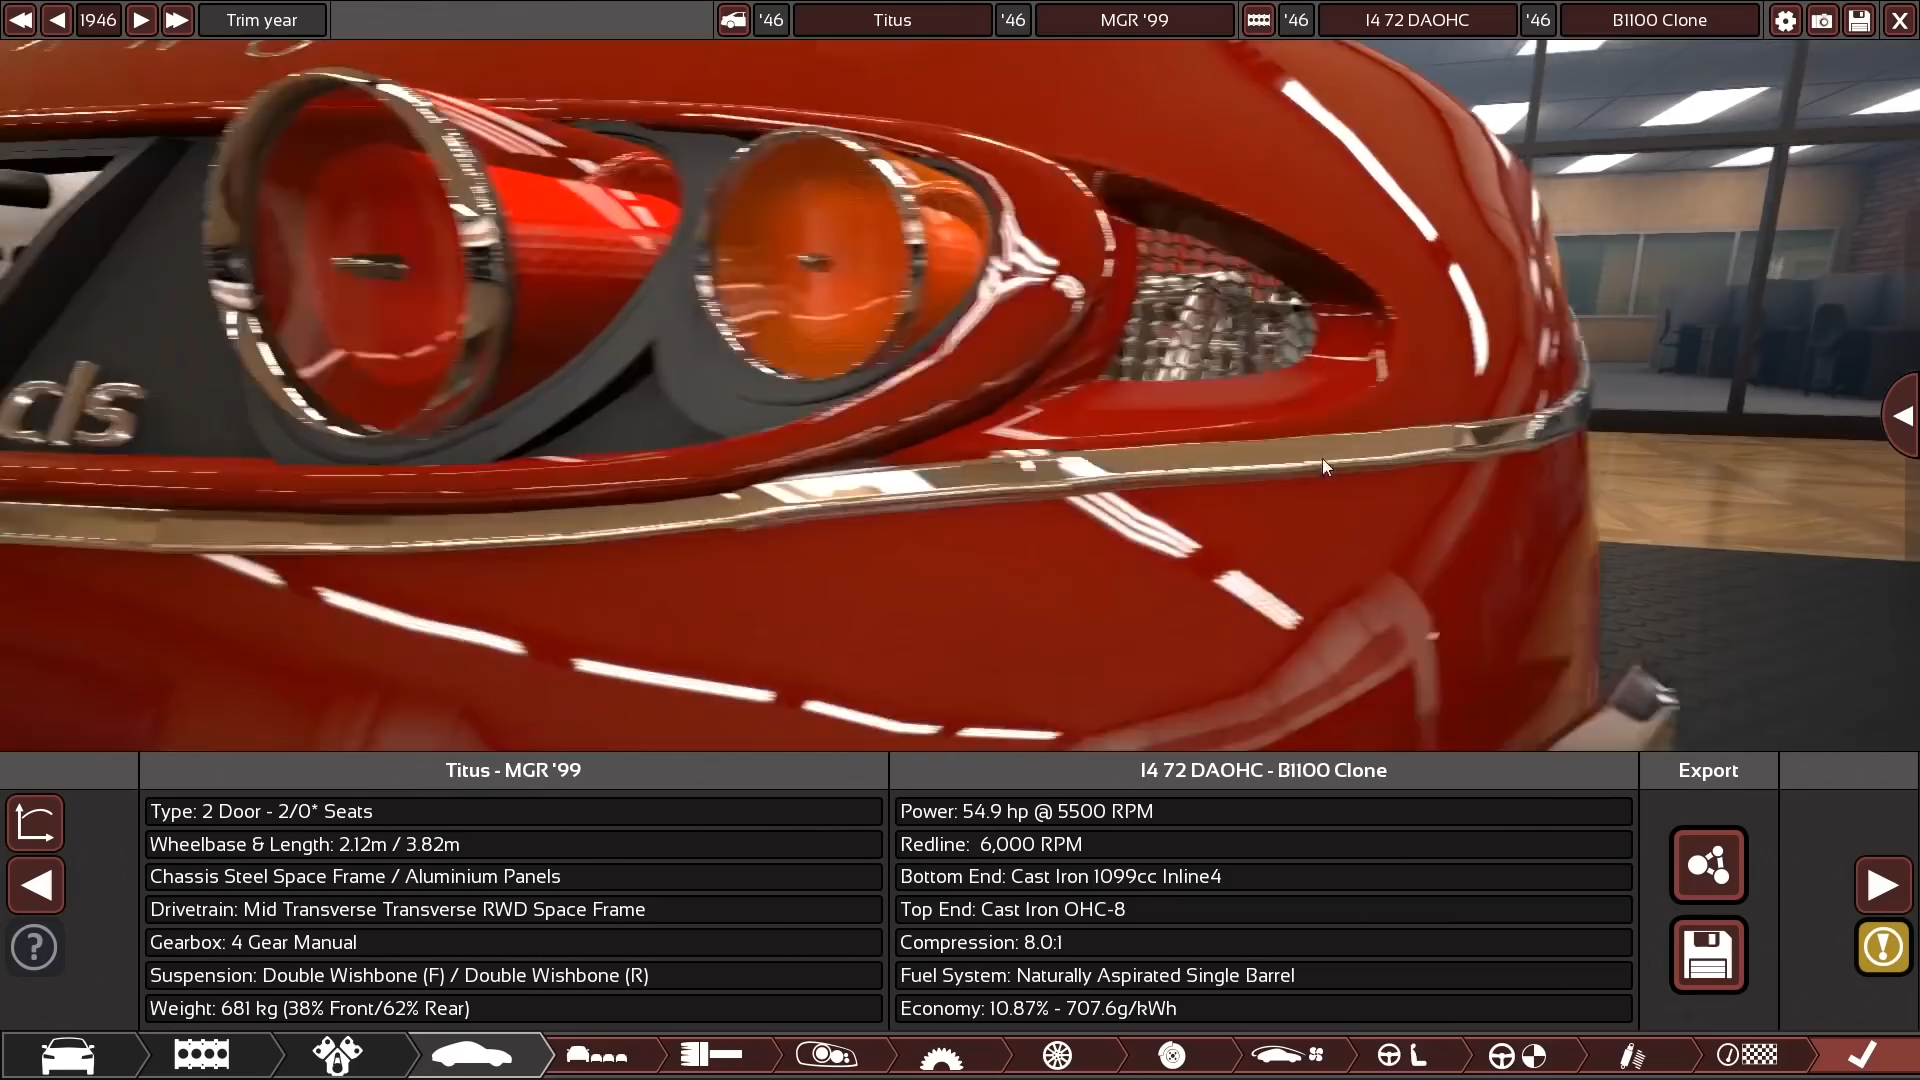 1946
Trim year
'46
Titus
'46
MGR '99
'46
I4 72 DAOHC
'46
B1100 Clone
X
ds
Titus - MGR '99
I4 72 DAOHC - B1100 Clone
Export
Type: 2 Door - 2/0* Seats
Power: 54.9 hp @ 5500 RPM
Wheelbase & Length: 2.12m / 3.82m
Redline: 6,000 RPM
Chassis Steel Space Frame / Aluminium Panels
Bottom End: Cast Iron 1099cc Inline4
Drivetrain: Mid Transverse Transverse RWD Space Frame
Top End: Cast Iron OHC-8
Gearbox: 4 Gear Manual
Compression: 8.0:1
Suspension: Double Wishbone (F) / Double Wishbone (R)
Fuel System: Naturally Aspirated Single Barrel
Weight: 681 kg (38% Front/62% Rear)
Economy: 10.87% - 707.6g/kWh